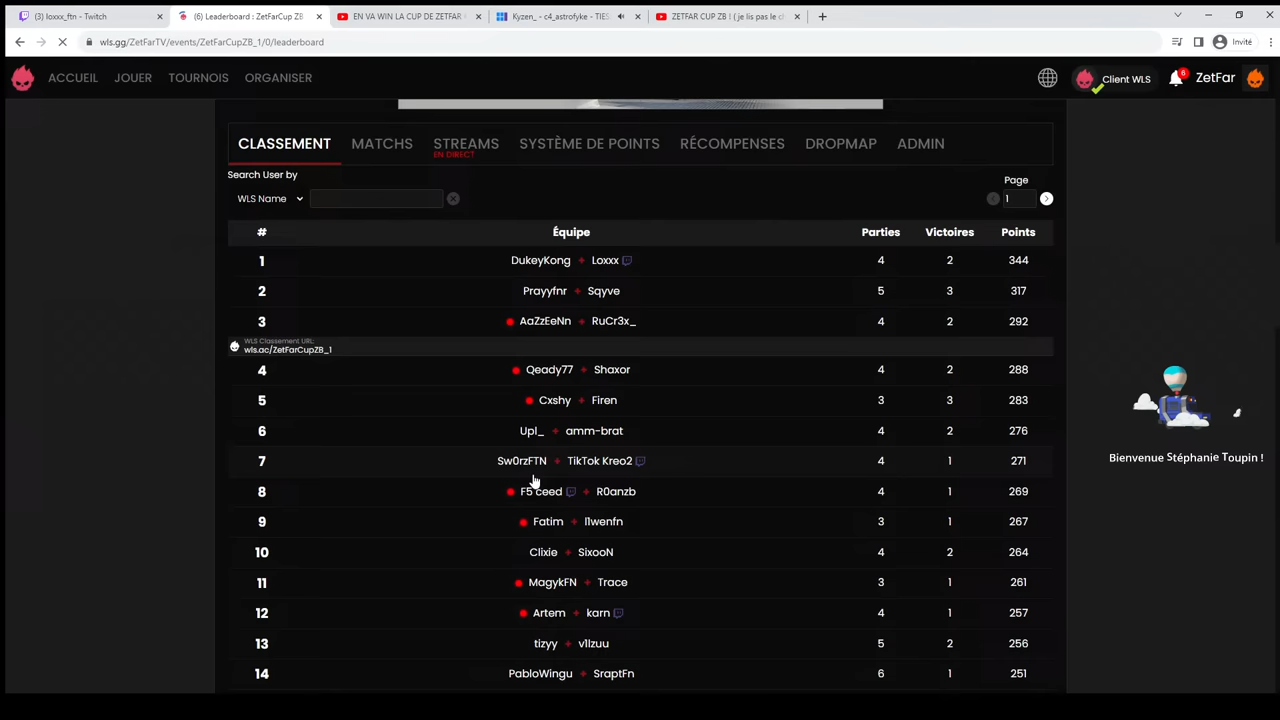 (3) loxxx_ftn - Twitch
(6) Leaderboard : ZetFarCup ZB
EN VA WIN LA CUP DE ZETFAR
Kyzen_ - c4_astrofyke - TIES
ZETFAR CUP ZB ! ( je lis pas le c
wls.gg/ZetFarTV/events/ZetFarCupZB_1/0/leaderboard
Invité
ACCUEIL JOUER TOURNOIS ORGANISER
Client WLS 6 ZetFar
CLASSEMENT MATCHS STREAMS SYSTÈME DE POINTS RÉCOMPENSES DROPMAP ADMIN
EN DIRECT
Search User by
Page
WLS Name
1
# Équipe Parties Victoires Points
1 DukeyKong Loxxx 4 2 344
2 Prayyfnr Sqyve 5 3 317
3 AaZzEeNn RuCr3x_ 4 2 292
WLS Classement URL:
wls.ac/ZetFarCupZB_1
4 Qeady77 Shaxor 4 2 288
5 Cxshy Firen 3 3 283
6 Upl_ amm-brat 4 2 276
7 Sw0rzFTN TikTok Kreo2 4 1 271
8 F5 ceed R0anzb 4 1 269
9 Fatim l1wenfn 3 1 267
10 Clixie SixooN 4 2 264
11 MagykFN Trace 3 1 261
12 Artem karn 4 1 257
13 tizyy v1lzuu 5 2 256
14 PabloWingu SraptFn 6 1 251
Bienvenue Stéphanie Toupin !